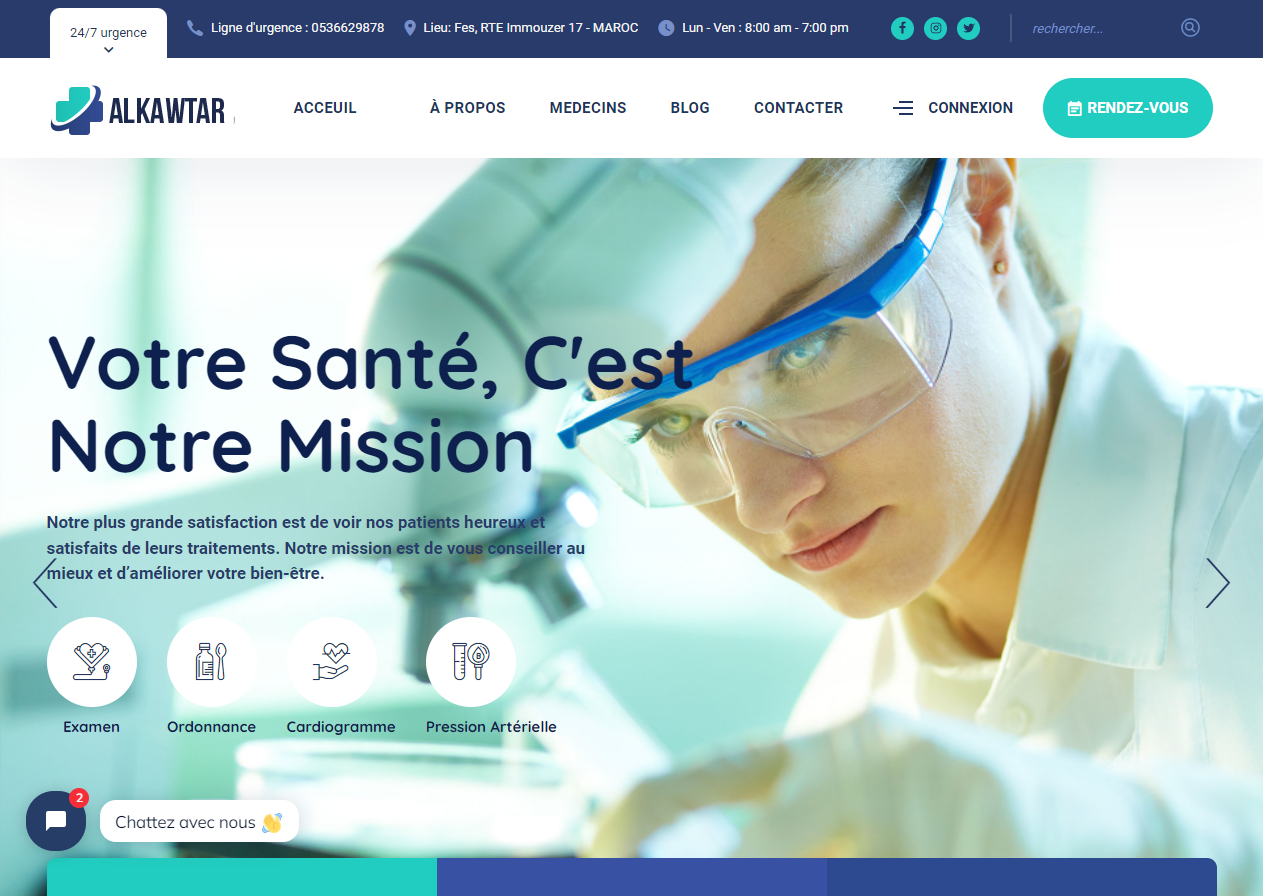 24/7 urgence
Ligne d'urgence : 0536629878
Lieu: Fes, RTE Immouzer 17 - MAROC
Lun - Ven : 8:00 am - 7:00 pm
rechercher...
ALKAWTAR
ACCEUIL
À PROPOS
MEDECINS
BLOG
CONTACTER
CONNEXION
RENDEZ-VOUS
Votre Santé, C'est
Notre Mission
Notre plus grande satisfaction est de voir nos patients heureux et
satisfaits de leurs traitements. Notre mission est de vous conseiller au
mieux et d’améliorer votre bien-être.
Examen
Ordonnance
Cardiogramme
Pression Artérielle
2
Chattez avec nous 👋